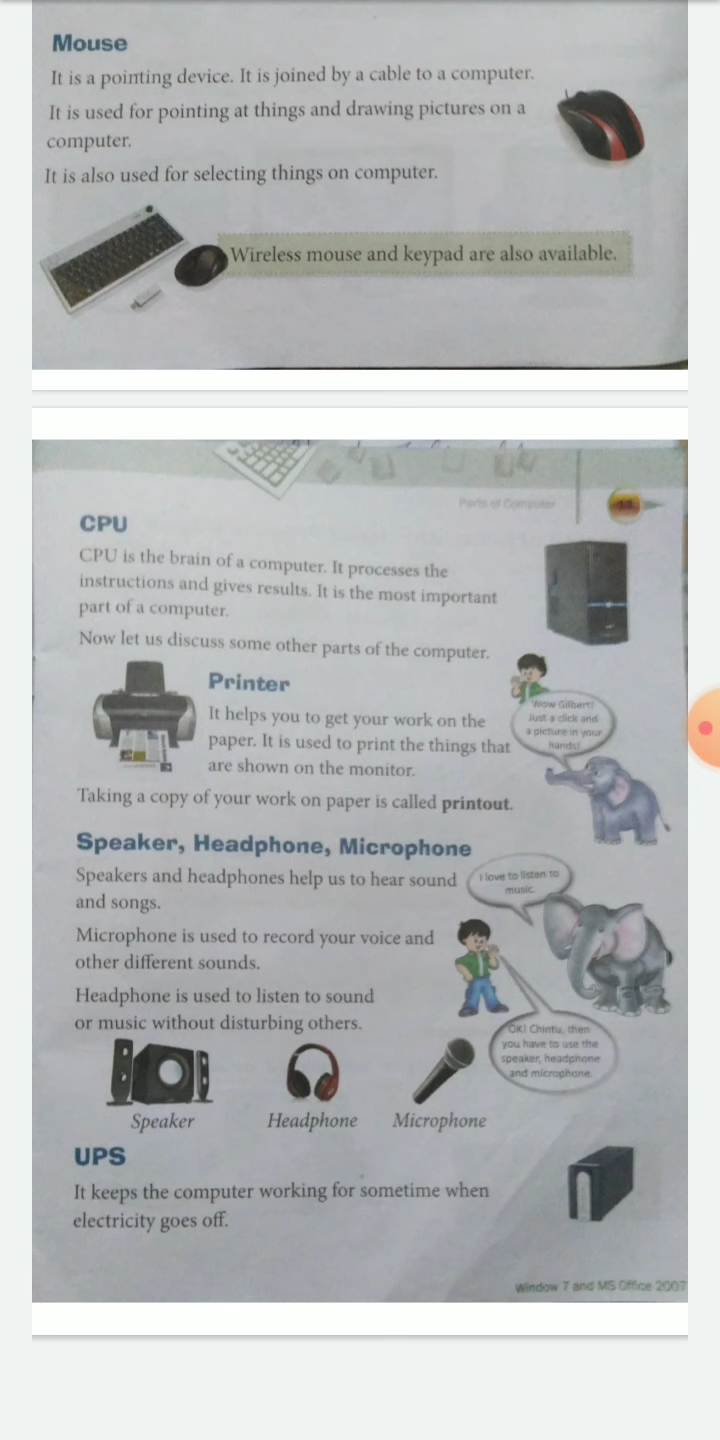 Mouse
It is a pointing device. It is joined by a cable to a computer.
It is used for pointing at things and drawing pictures on a
computer.
It is also used for selecting things on computer.
Wireless mouse and keypad are also available.
Parts of Computer
CPU
CPU is the brain of a computer. It processes the
instructions and gives results. It is the most important
part of a computer.
Now let us discuss some other parts of the computer.
Printer
It helps you to get your work on the
paper. It is used to print the things that
are shown on the monitor.
Wow Gilbert!
Just a click and
a picture in your
hands!
Taking a copy of your work on paper is called printout.
Speaker, Headphone, Microphone
Speakers and headphones help us to hear sound
and songs.
I love to listen to
music.
Microphone is used to record your voice and
other different sounds.
Headphone is used to listen to sound
or music without disturbing others.
OK! Chintu, then
you have to use the
speaker, headphone
and microphone.
Speaker
Headphone
Microphone
UPS
It keeps the computer working for sometime when
electricity goes off.
Window 7 and MS Office 2007